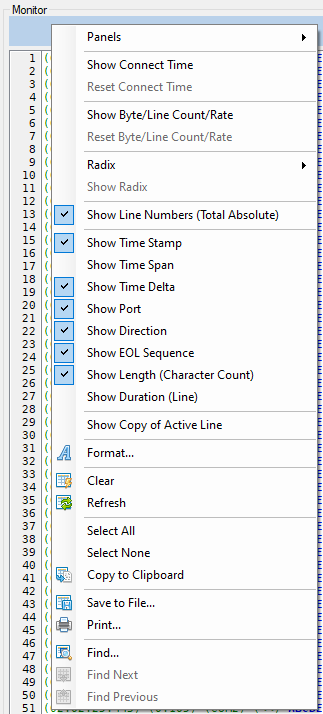 Monitor
Panels
Show Connect Time
Reset Connect Time
Show Byte/Line Count/Rate
Reset Byte/Line Count/Rate
Radix
Show Radix
Show Line Numbers (Total Absolute)
Show Time Stamp
Show Time Span
Show Time Delta
Show Port
Show Direction
Show EOL Sequence
Show Length (Character Count)
Show Duration (Line)
Show Copy of Active Line
Format...
Clear
Refresh
Select All
Select None
Copy to Clipboard
Save to File...
Print...
Find...
Find Next
Find Previous
1
2
3
4
5
6
7
8
9
10
11
12
13
14
15
16
17
18
19
20
21
22
23
24
25
26
27
28
29
30
31
32
33
34
35
36
37
38
39
40
41
42
43
44
45
46
47
48
49
50
51